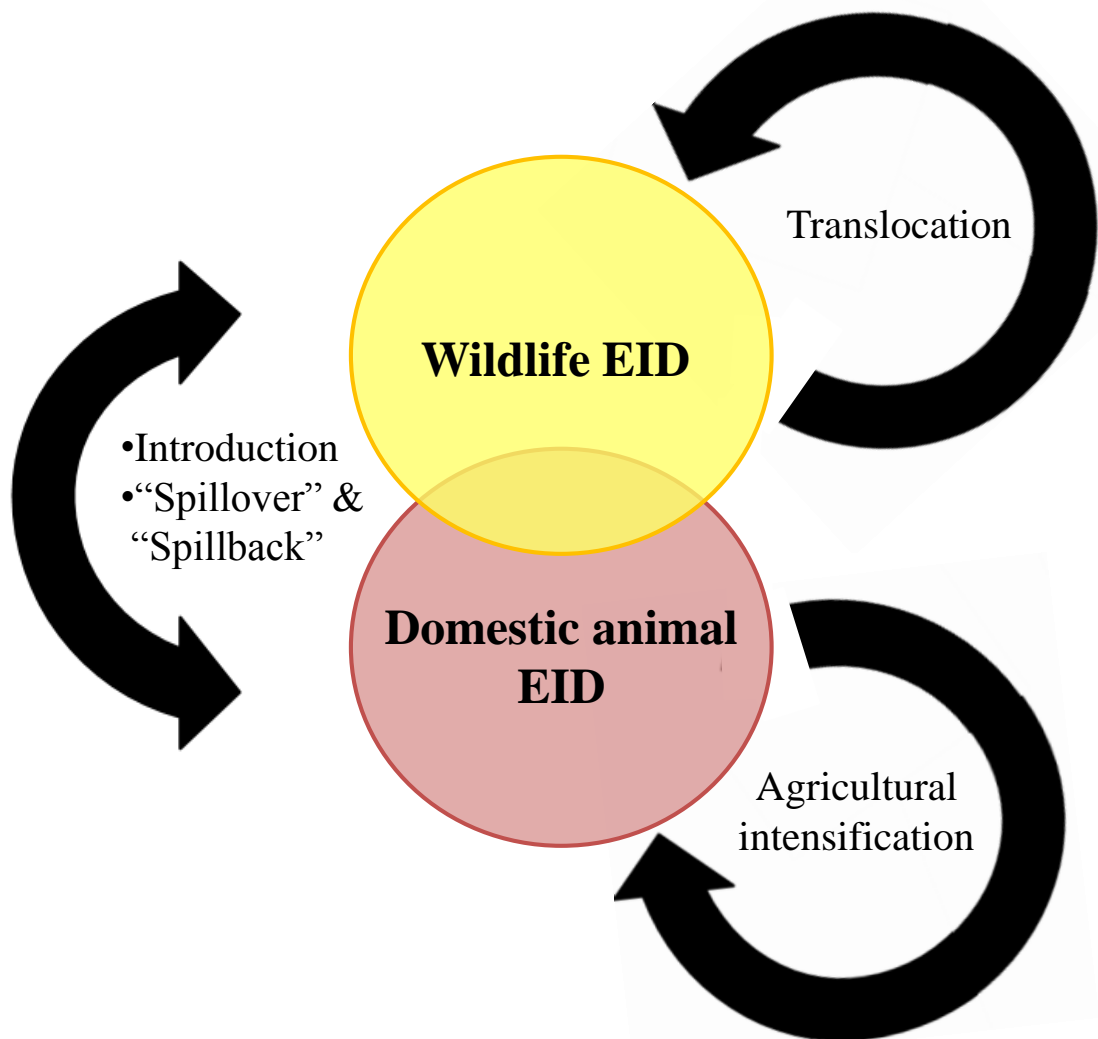 Translocation
Wildlife EID
•Introduction
•“Spillover” &
“Spillback”
Domestic animal
EID
Agricultural
intensification